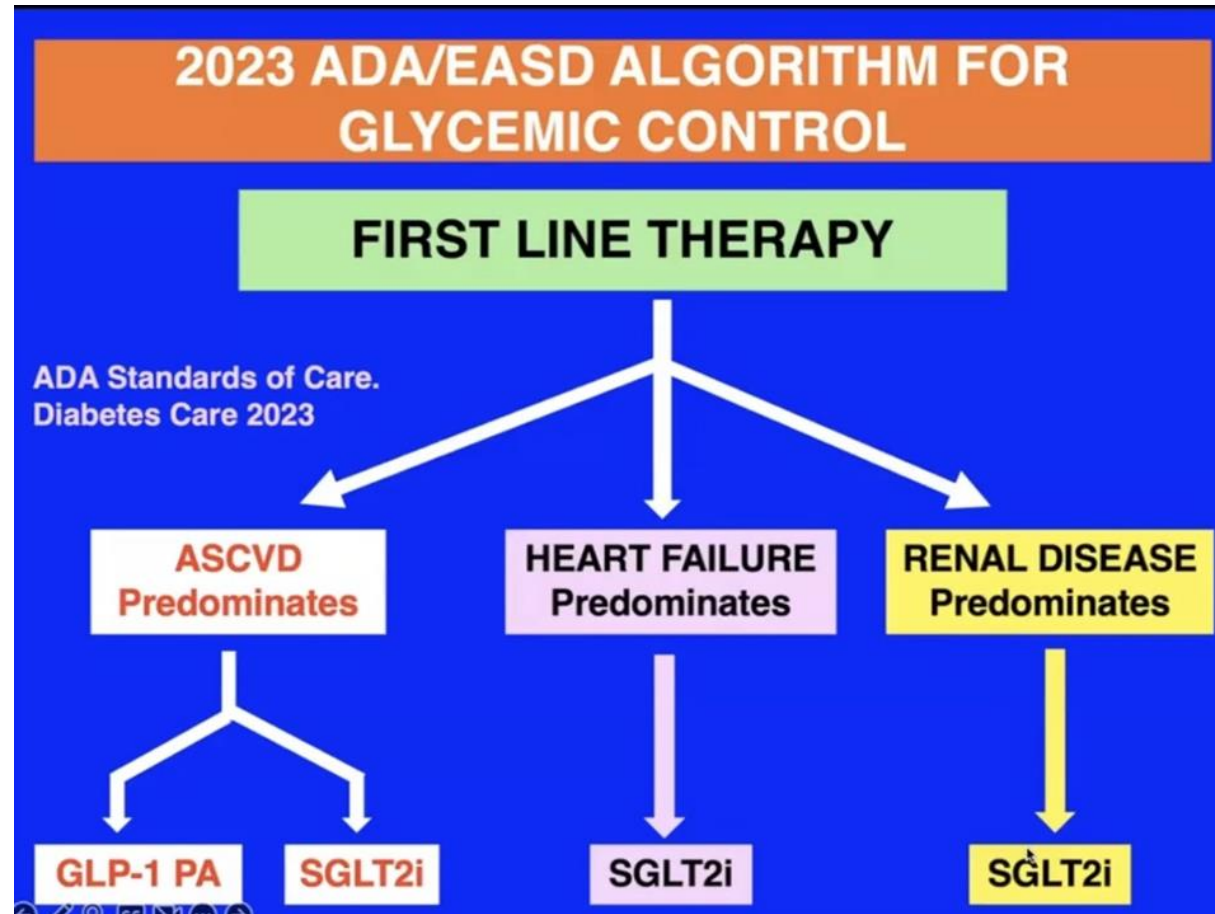 2023 ADA/EASD ALGORITHM FOR
GLYCEMIC CONTROL
FIRST LINE THERAPY
ADA Standards of Care.
Diabetes Care 2023
ASCVD
Predominates
HEART FAILURE
Predominates
RENAL DISEASE
Predominates
GLP-1 PA
SGLT2i
SGLT2i
SGLT2i